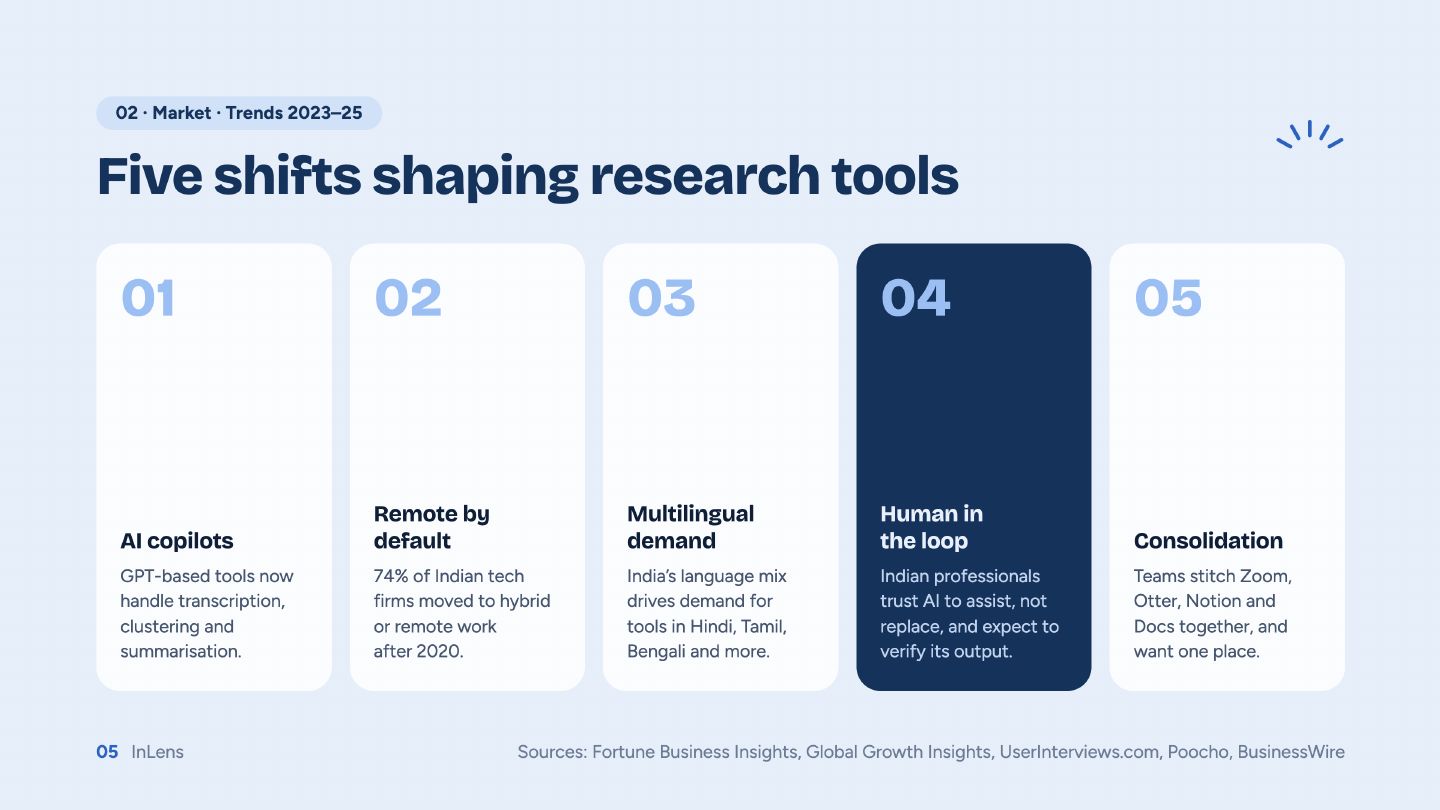 02 · Market · Trends 2023–25
Five shifts shaping research tools
01
AI copilots
GPT-based tools now
handle transcription,
clustering and
summarisation.
02
Remote by
default
74% of Indian tech
firms moved to hybrid
or remote work
after 2020.
03
Multilingual
demand
India’s language mix
drives demand for
tools in Hindi, Tamil,
Bengali and more.
04
Human in
the loop
Indian professionals
trust AI to assist, not
replace, and expect to
verify its output.
05
Consolidation
Teams stitch Zoom,
Otter, Notion and
Docs together, and
want one place.
05 InLens
Sources: Fortune Business Insights, Global Growth Insights, UserInterviews.com, Poocho, BusinessWire